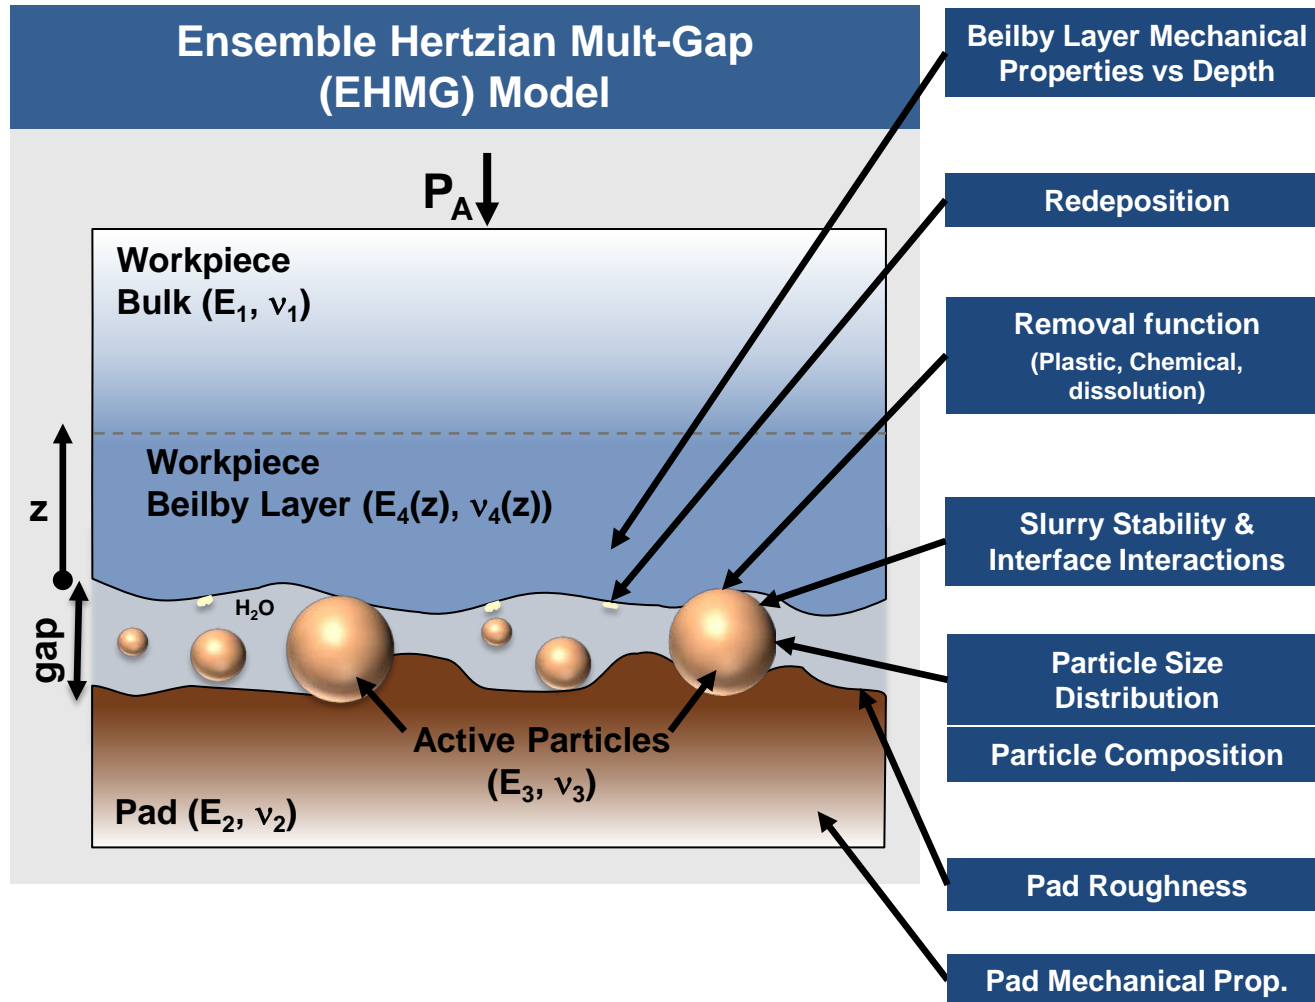 Ensemble Hertzian Mult-Gap
(EHMG) Model
P_A
Workpiece
Bulk (E₁, ν₁)
Workpiece
Beilby Layer (E₄(z), ν₄(z))
z
gap
H₂O
Active Particles
(E₃, ν₃)
Pad (E₂, ν₂)
Beilby Layer Mechanical
Properties vs Depth
Redeposition
Removal function
(Plastic, Chemical,
dissolution)
Slurry Stability &
Interface Interactions
Particle Size
Distribution
Particle Composition
Pad Roughness
Pad Mechanical Prop.